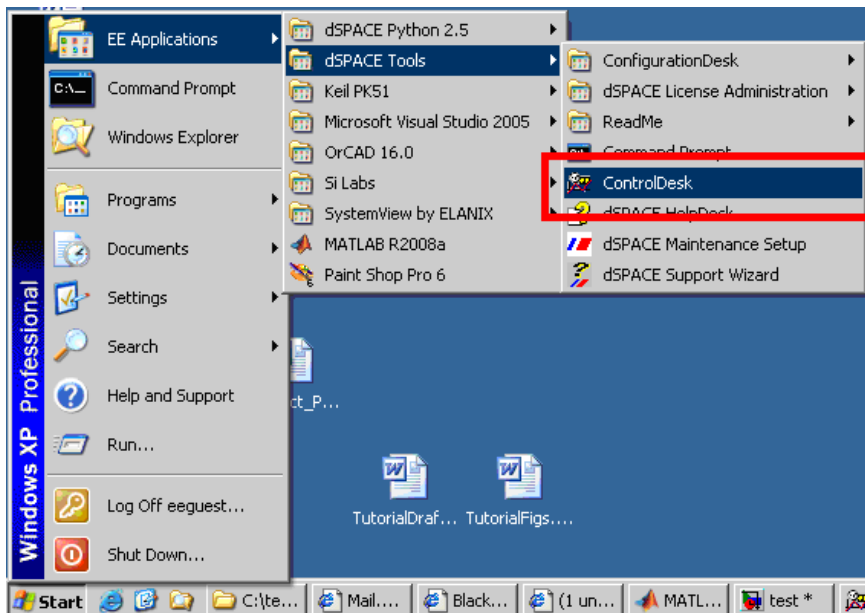 EE Applications
Command Prompt
Windows Explorer
Programs
Documents
Settings
Search
Help and Support
Run...
Log Off eeguest...
Shut Down...
Windows XP Professional
dSPACE Python 2.5
dSPACE Tools
Keil PK51
Microsoft Visual Studio 2005
OrCAD 16.0
Si Labs
SystemView by ELANIX
MATLAB R2008a
Paint Shop Pro 6
ConfigurationDesk
dSPACE License Administration
ReadMe
Command Prompt
ControlDesk
dSPACE HelpDesk
dSPACE Maintenance Setup
dSPACE Support Wizard
ct_P...
TutorialDraf... TutorialFigs....
Start C:\te... Mail.... Black... (1 un... MATL... test *